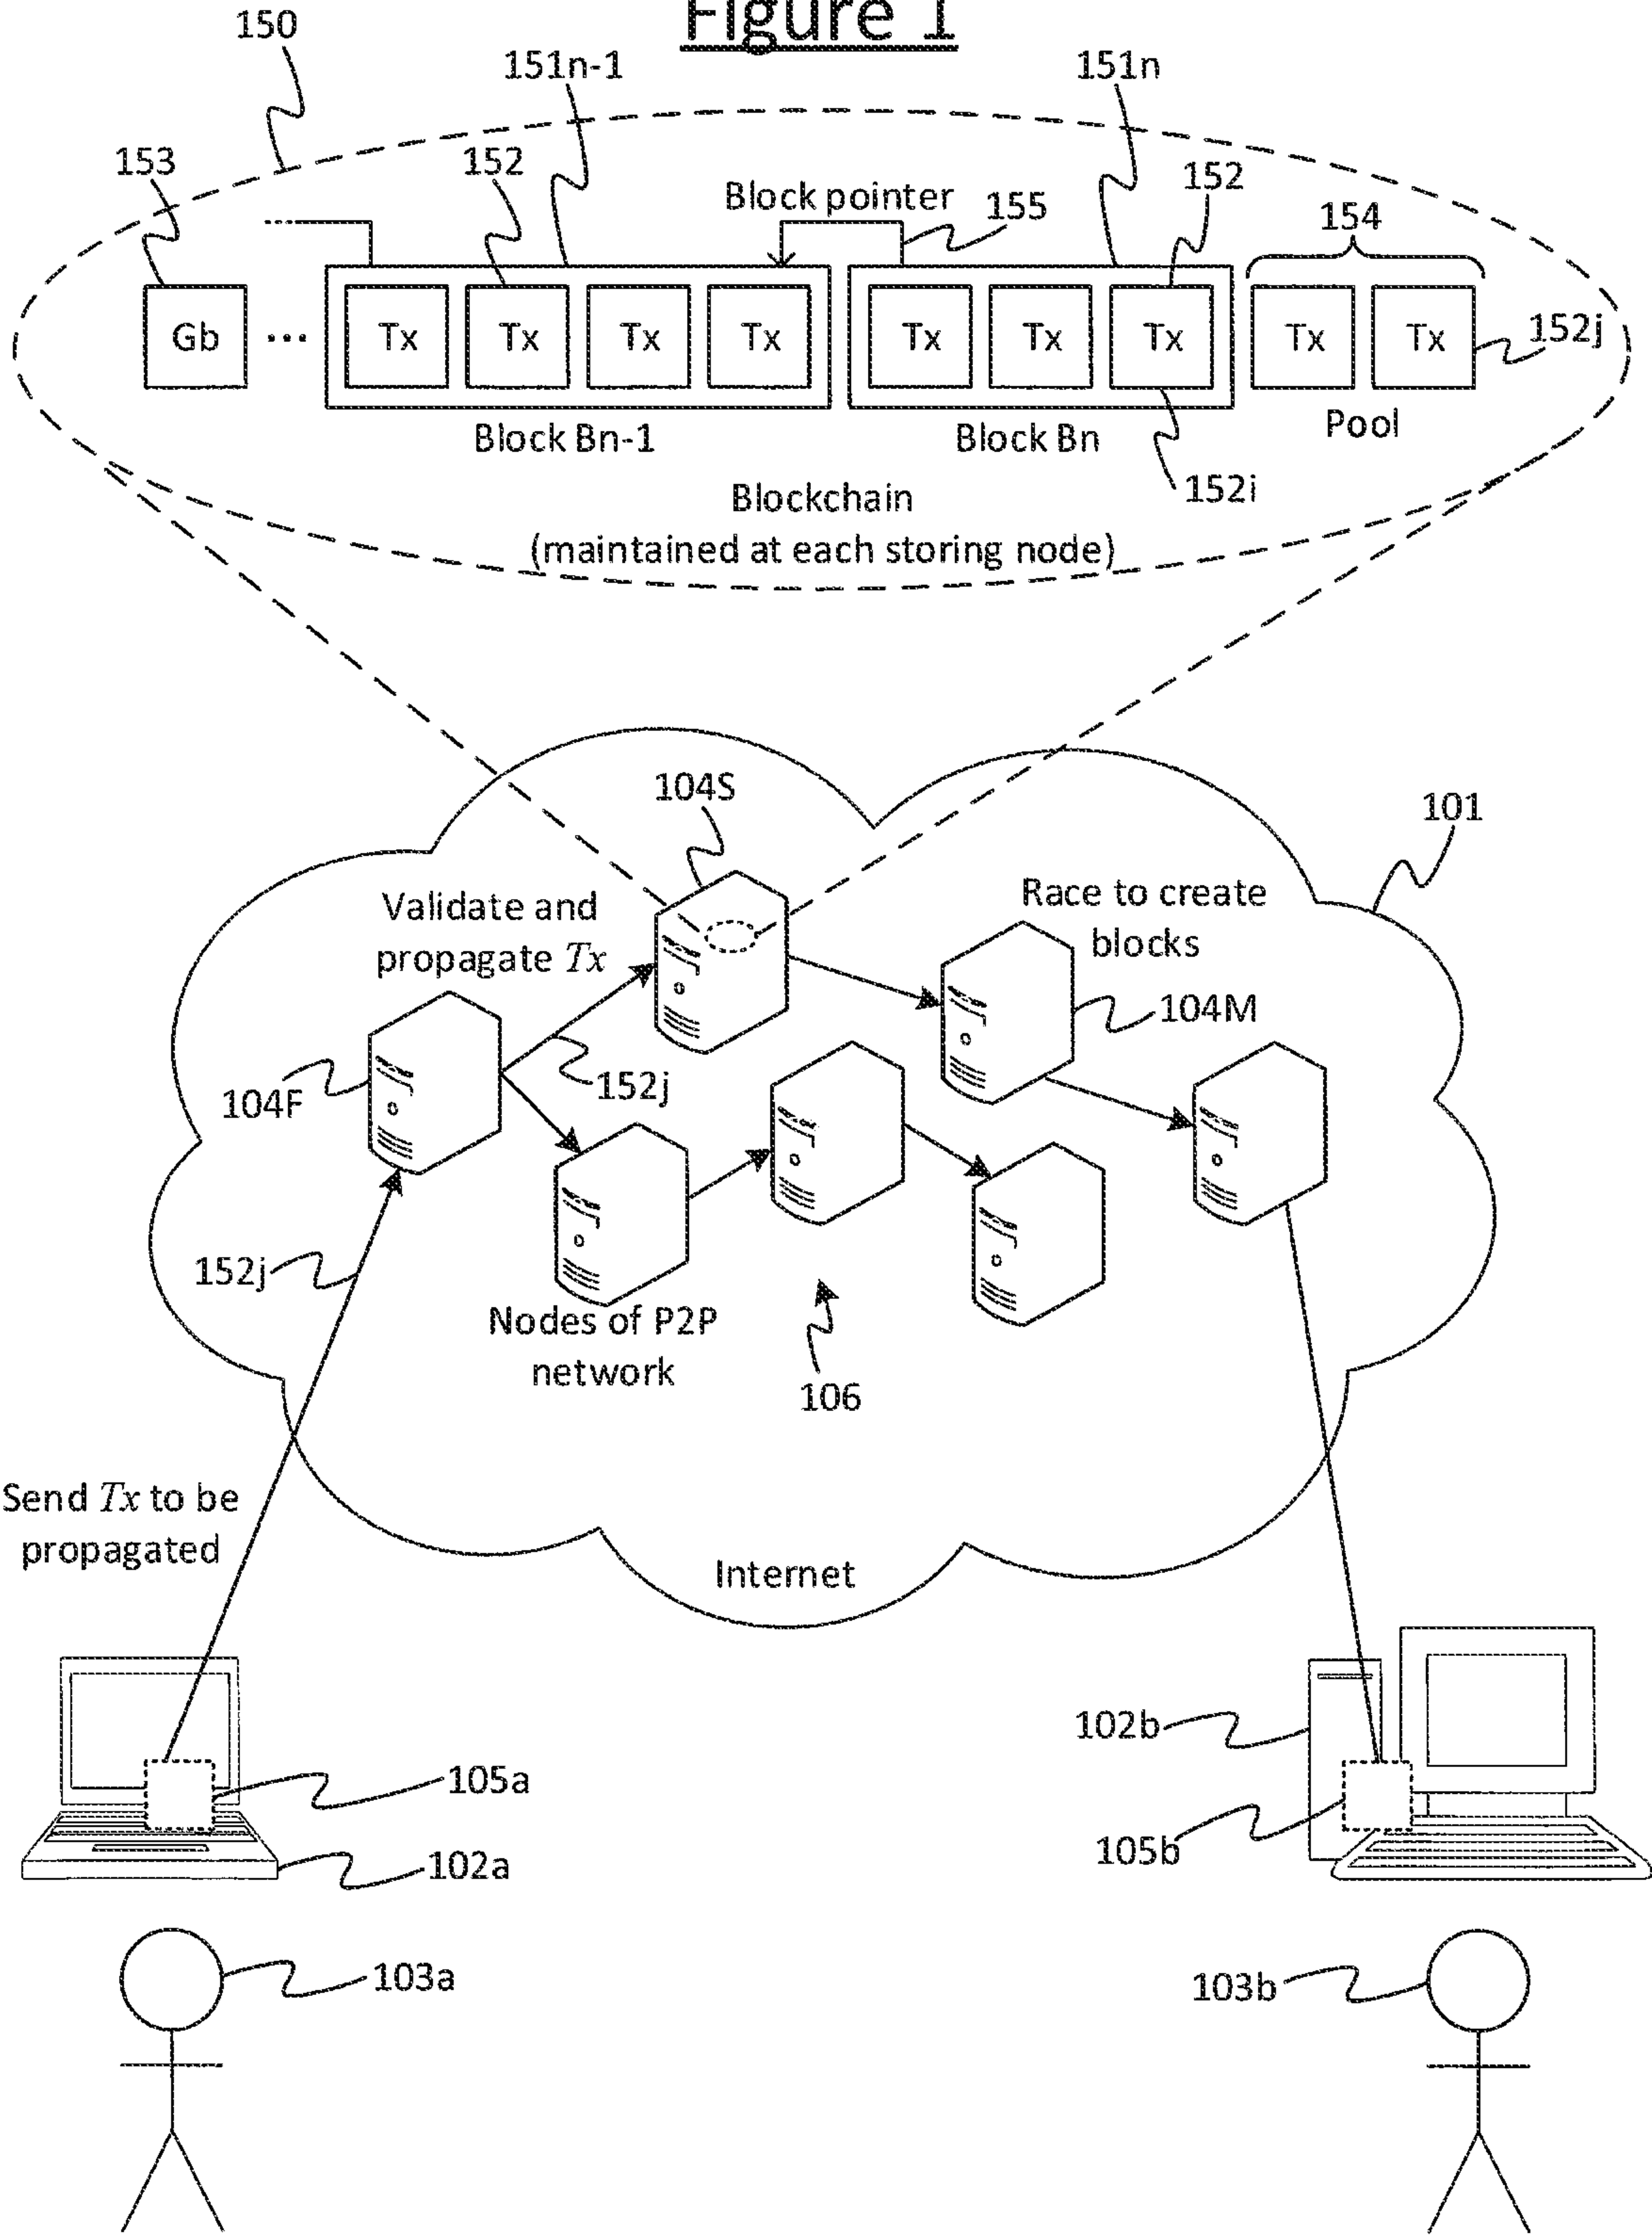 Figure 1
150
151n-1
151n
153
152
Block pointer
155
152
154
Gb
...
Tx
Tx
Tx
Tx
Tx
Tx
Tx
Tx
Tx
152j
Block Bn-1
Block Bn
Pool
152i
Blockchain
(maintained at each storing node)
104S
101
Validate and
propagate Tx
Race to create
blocks
104M
104F
152j
152j
Nodes of P2P
network
106
Send Tx to be
propagated
Internet
102b
105a
105b
102a
103a
103b